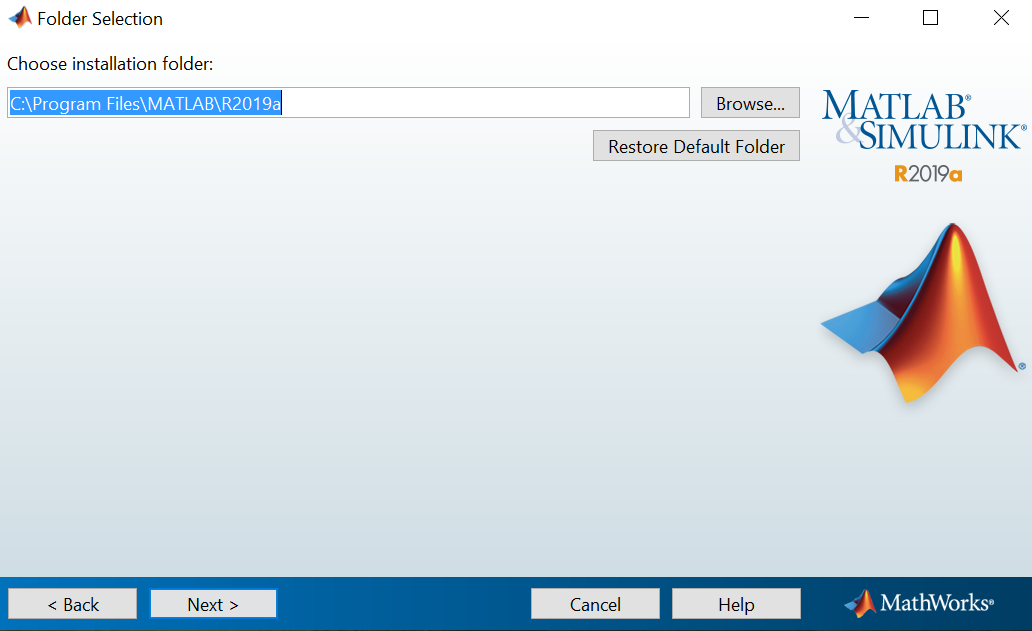 Folder Selection
Choose installation folder:
C:\Program Files\MATLAB\R2019a
Browse...
Restore Default Folder
MATLAB®
&SIMULINK®
R2019a
®
< Back
Next >
Cancel
Help
MathWorks®